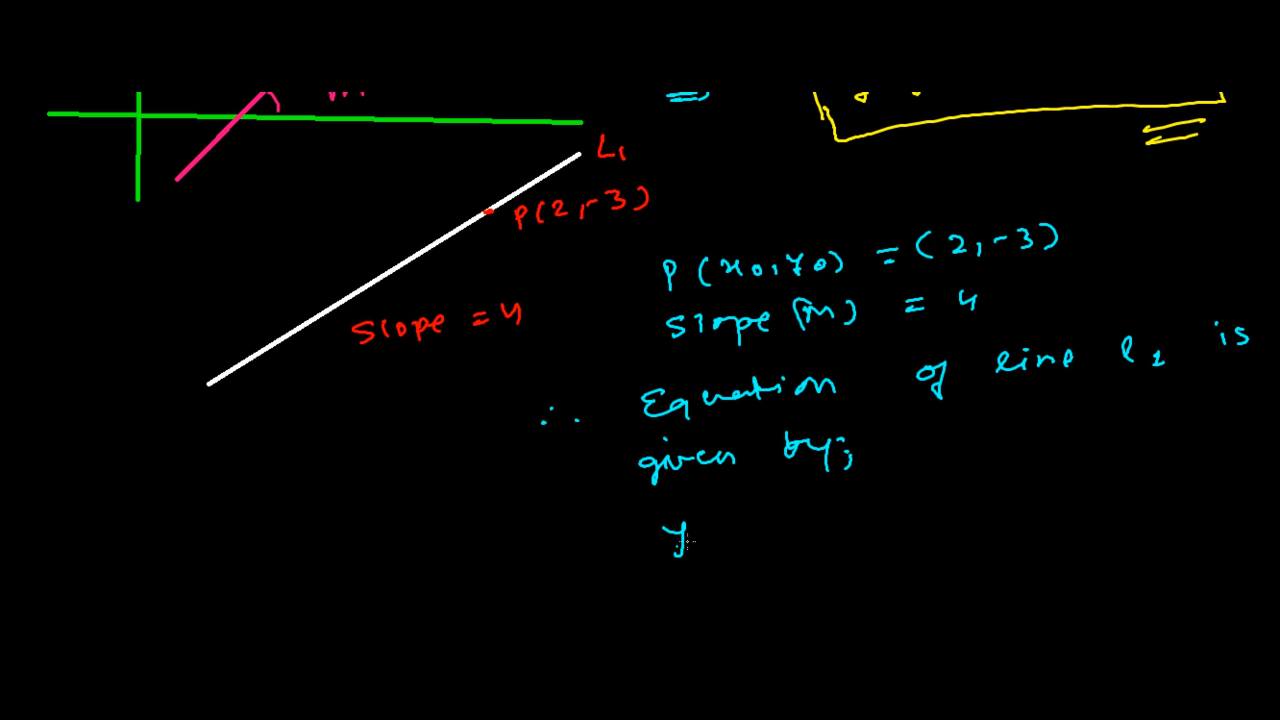 L1
P(2,-3)
Slope = 4
P(x0,y0) = (2,-3)
Slope (m) = 4
∴ Equation of line L1 is
given by;
y